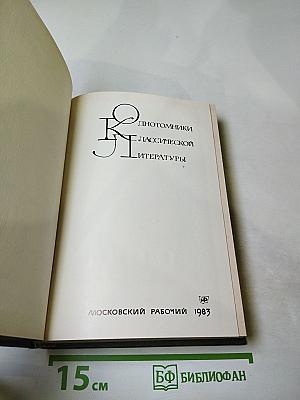 Однотомники
Классической
Литературы
МОСКОВСКИЙ РАБОЧИЙ 1983
15 см
БФ БИБЛИОФАН